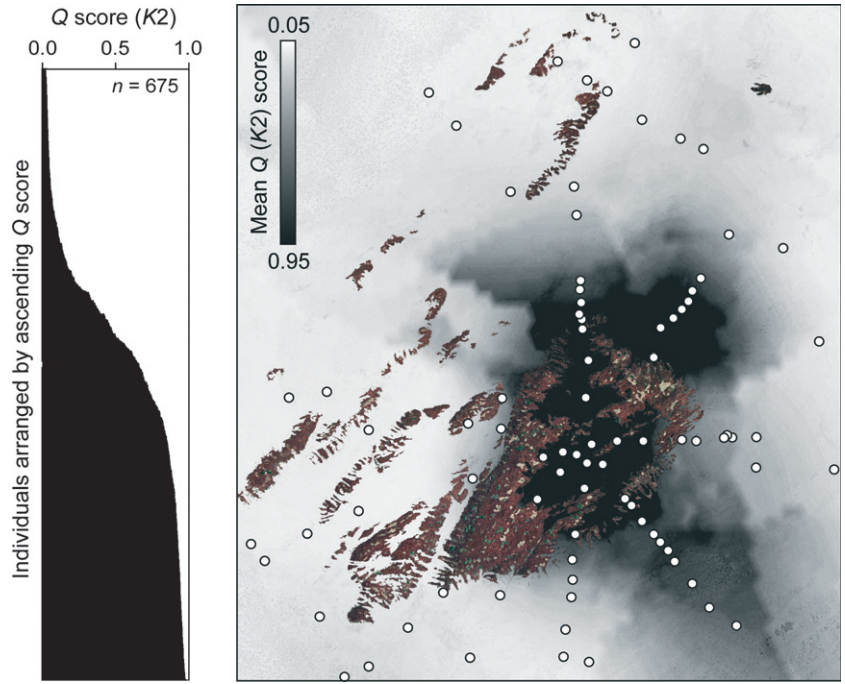 Q score (K2)
0.0 0.5 1.0
n = 675
Individuals arranged by ascending Q score
0.05
Mean Q (K2) score
0.95